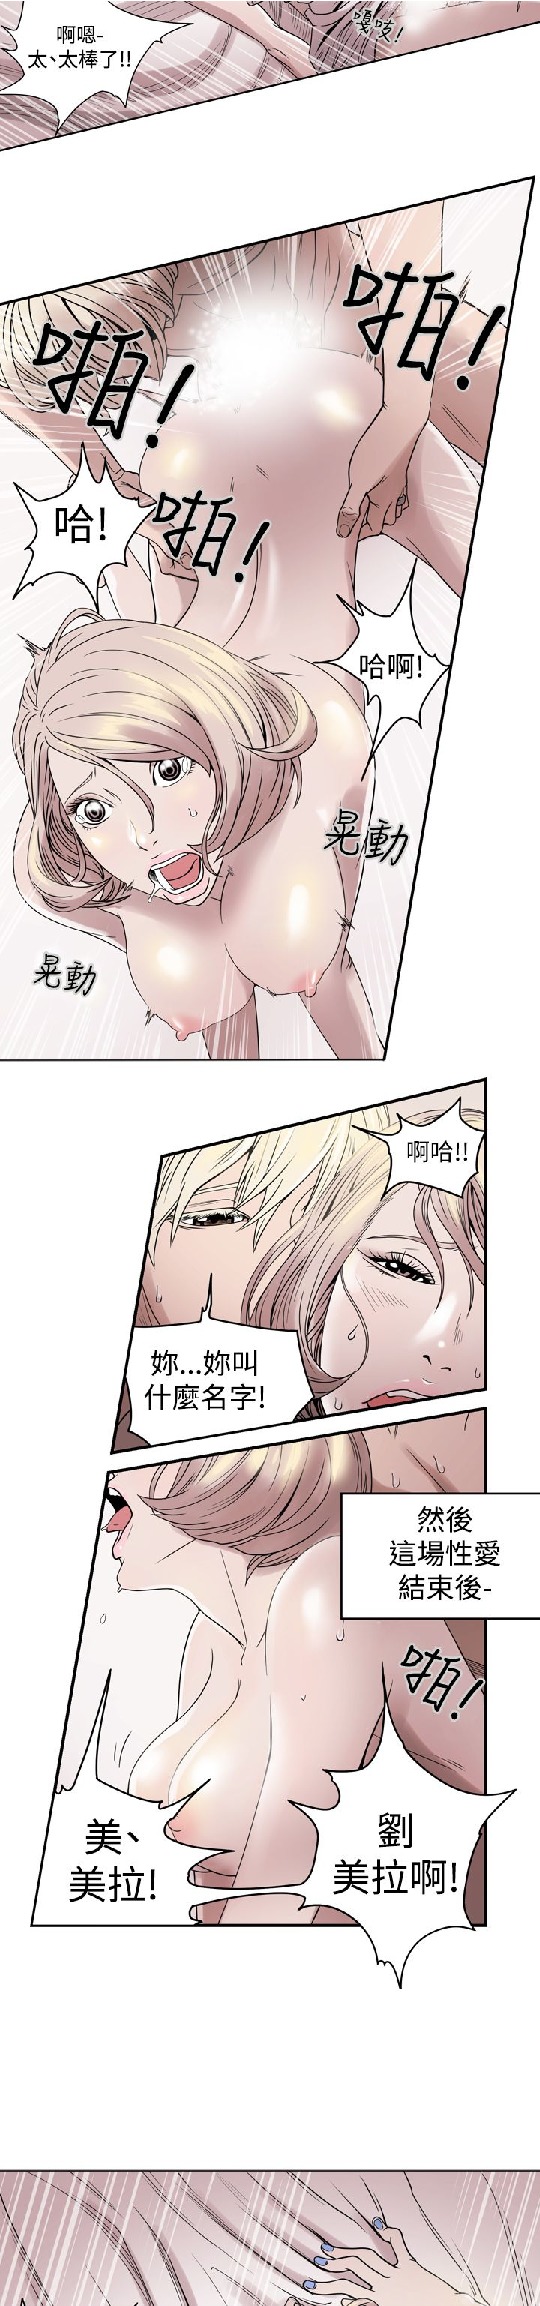 啊嗯-
太、太棒了!!
嘎吱!
啪!
啪!
哈!
啪!
哈啊!
晃動
晃動
啊哈!!
妳...妳叫
什麼名字!
然後
這場性愛
結束後-
啪!
美、
美拉!
劉
美拉啊!